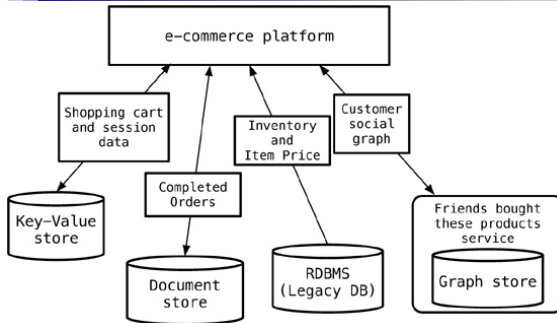 e-commerce platform
Shopping cart
and session
data
Inventory
and
Item Price
Customer
social
graph
Completed
Orders
Key-Value
store
Document
store
RDBMS
(Legacy DB)
Friends bought
these products
service
Graph store